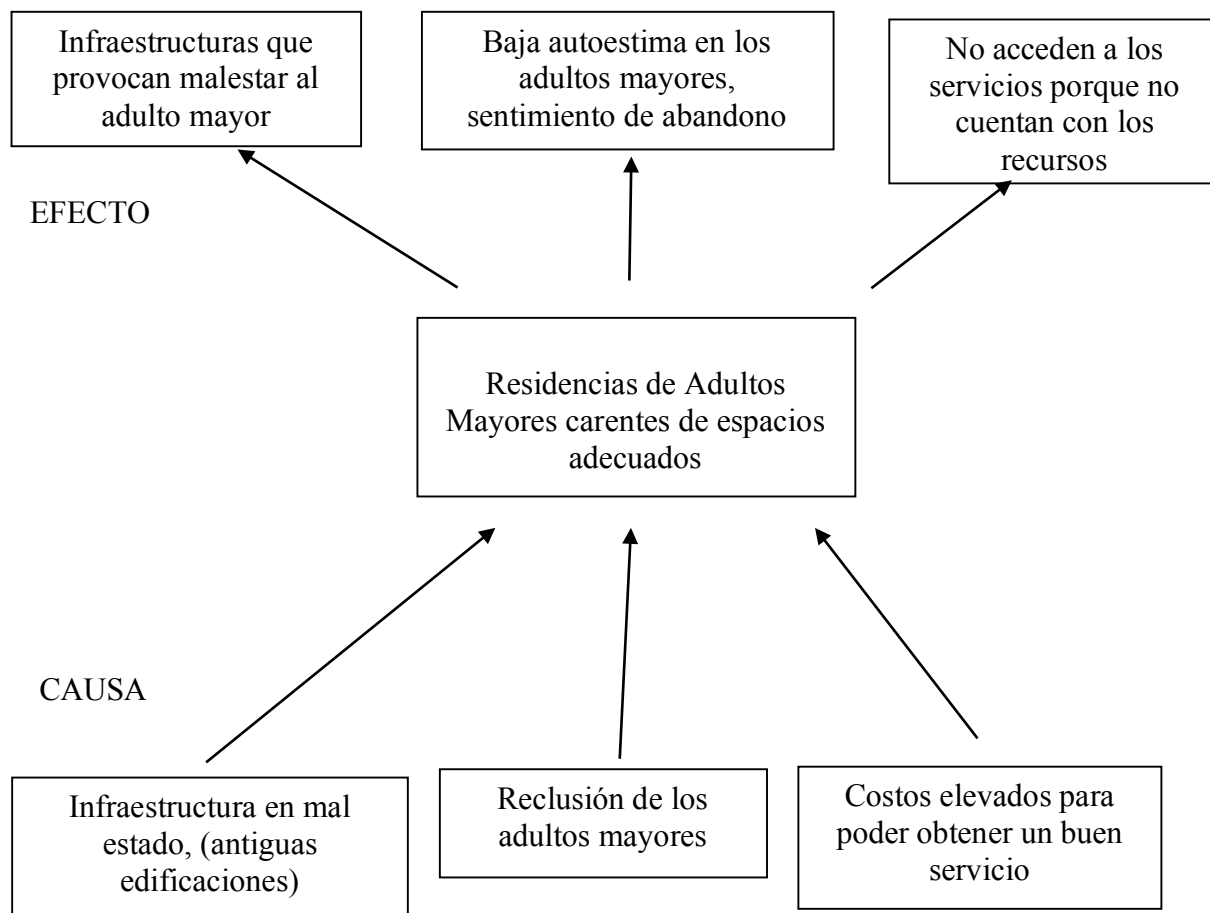 Infraestructuras que
provocan malestar al
adulto mayor
Baja autoestima en los
adultos mayores,
sentimiento de abandono
No acceden a los
servicios porque no
cuentan con los
recursos
EFECTO
Residencias de Adultos
Mayores carentes de espacios
adecuados
CAUSA
Infraestructura en mal
estado, (antiguas
edificaciones)
Reclusión de los
adultos mayores
Costos elevados para
poder obtener un buen
servicio